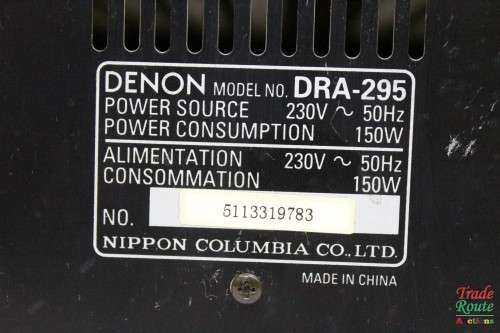 DENON MODEL NO. DRA-295
POWER SOURCE 230V ~ 50Hz
POWER CONSUMPTION 150W
ALIMENTATION 230V ~ 50Hz
CONSOMMATION 150W
NO. 5113319783
NIPPON COLUMBIA CO., LTD.
MADE IN CHINA
Trade
Route
Auctions